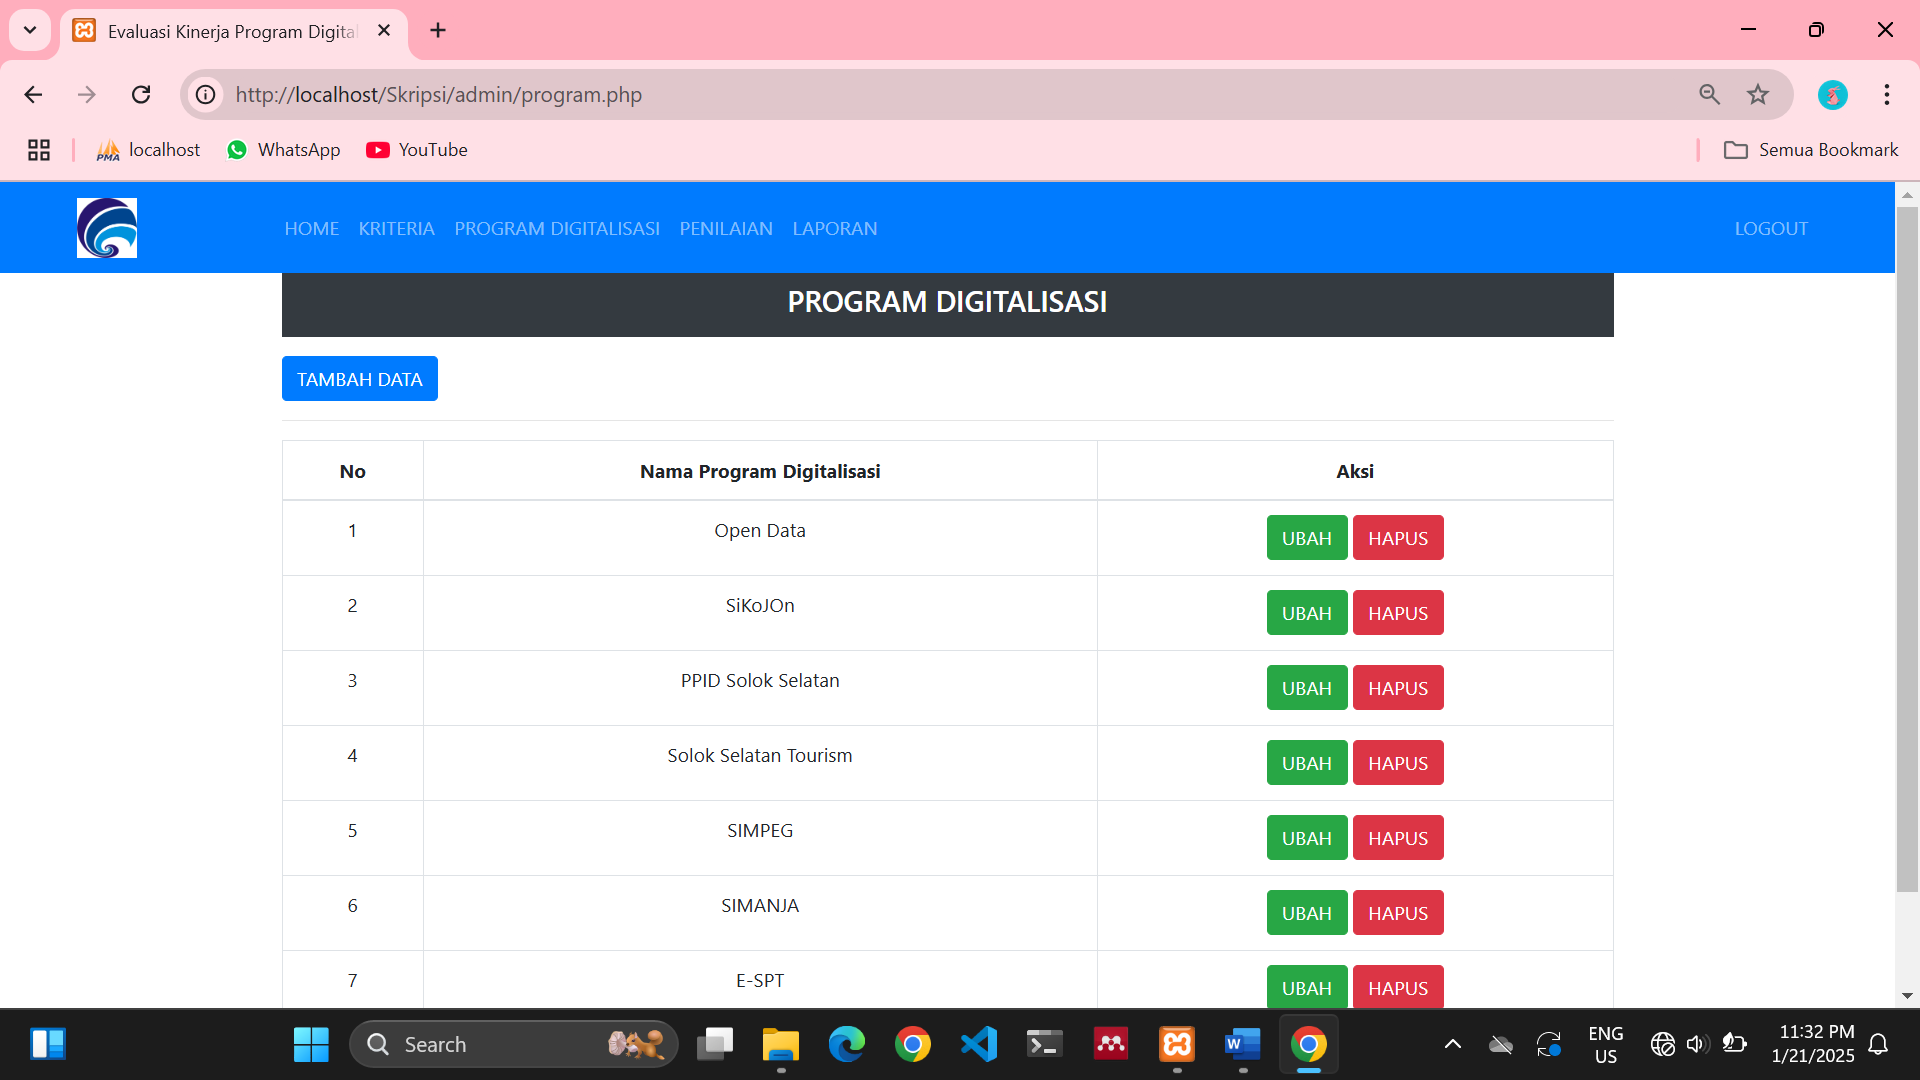 Evaluasi Kinerja Program Digital
http://localhost/Skripsi/admin/program.php
PMA localhost WhatsApp YouTube Semua Bookmark
HOME KRITERIA PROGRAM DIGITALISASI PENILAIAN LAPORAN LOGOUT
PROGRAM DIGITALISASI
TAMBAH DATA
No Nama Program Digitalisasi Aksi
1 Open Data UBAH HAPUS
2 SiKoJOn UBAH HAPUS
3 PPID Solok Selatan UBAH HAPUS
4 Solok Selatan Tourism UBAH HAPUS
5 SIMPEG UBAH HAPUS
6 SIMANJA UBAH HAPUS
7 E-SPT UBAH HAPUS
Search ENG 11:32 PM
US 1/21/2025